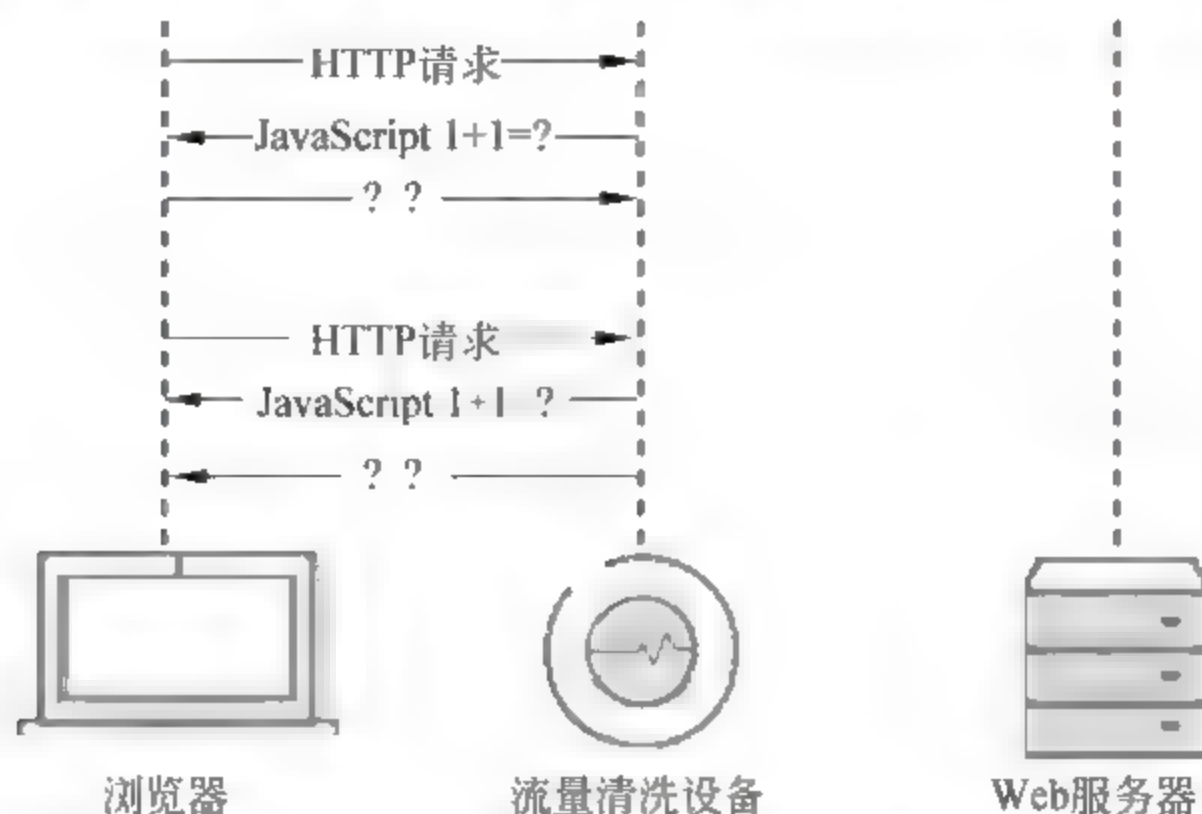 HTTP请求
JavaScript 1+1=?
? ?
HTTP请求
JavaScript 1+1 ?
? ?
浏览器
流量清洗设备
Web服务器